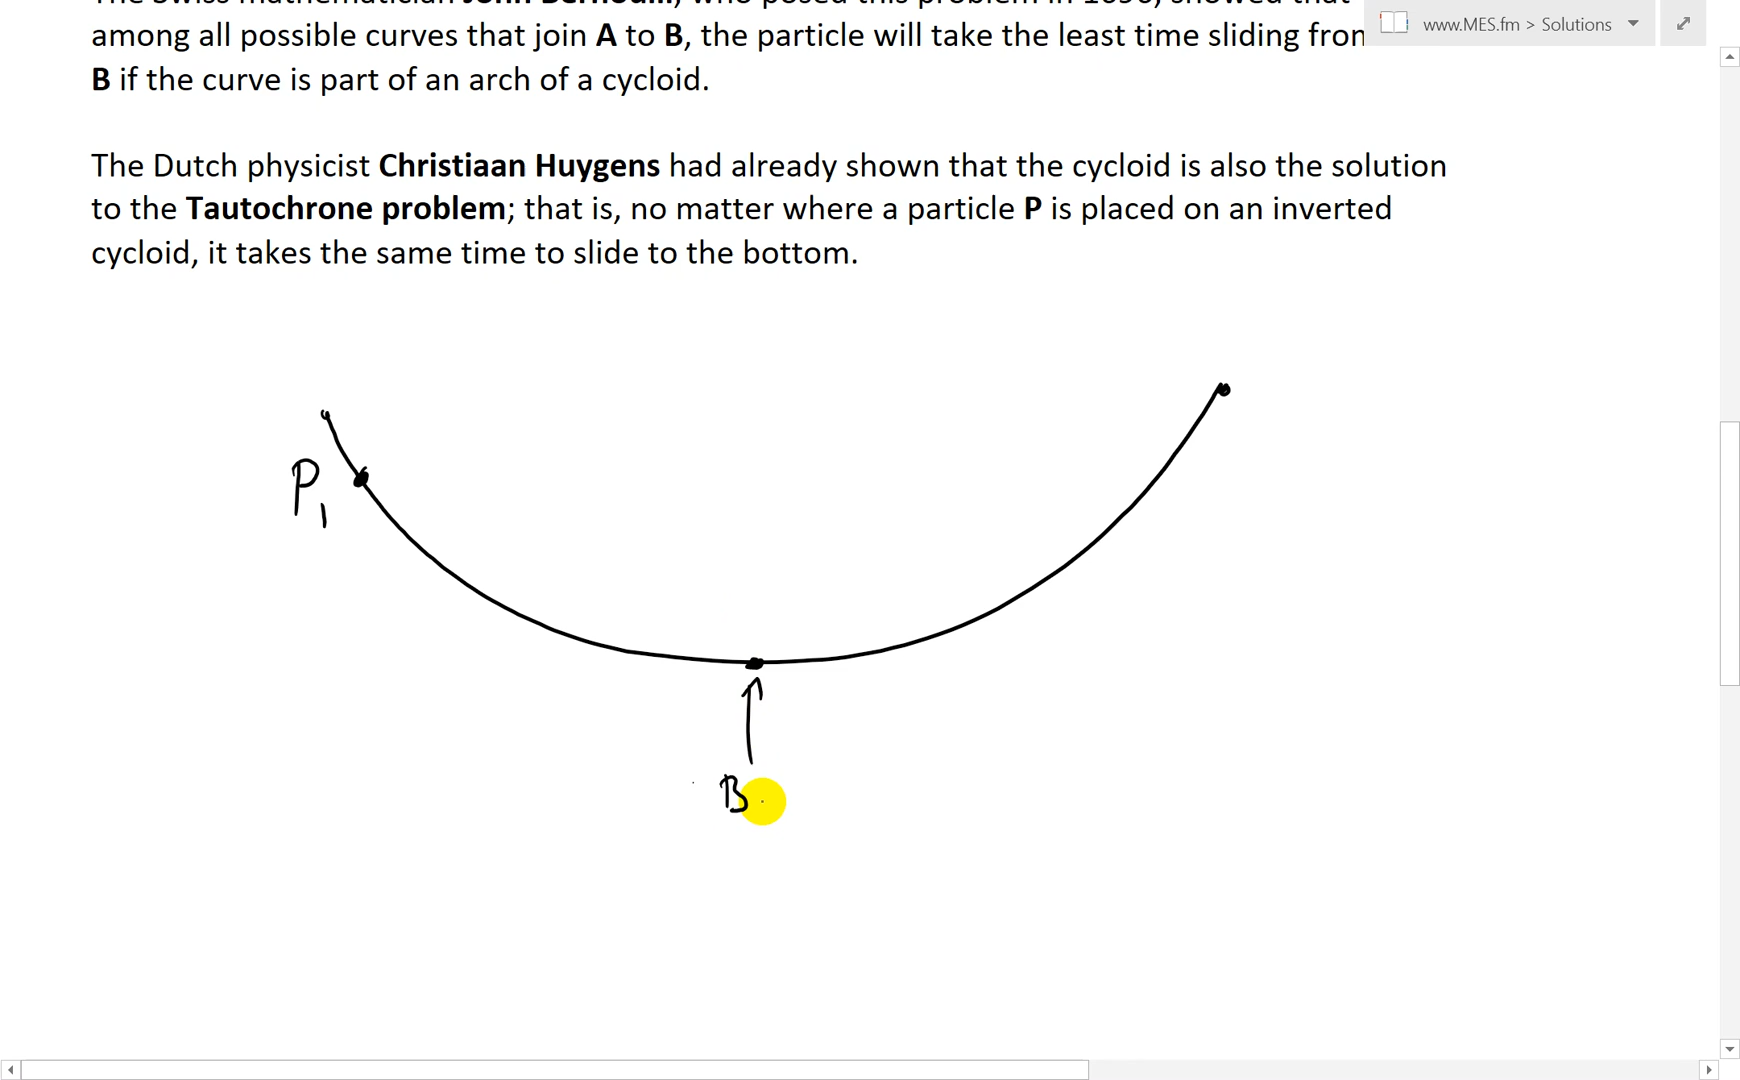 among all possible curves that join A to B, the particle will take the least time sliding from
www.MES.fm > Solutions
B if the curve is part of an arch of a cycloid.
The Dutch physicist Christiaan Huygens had already shown that the cycloid is also the solution
to the Tautochrone problem; that is, no matter where a particle P is placed on an inverted
cycloid, it takes the same time to slide to the bottom.
P1
B